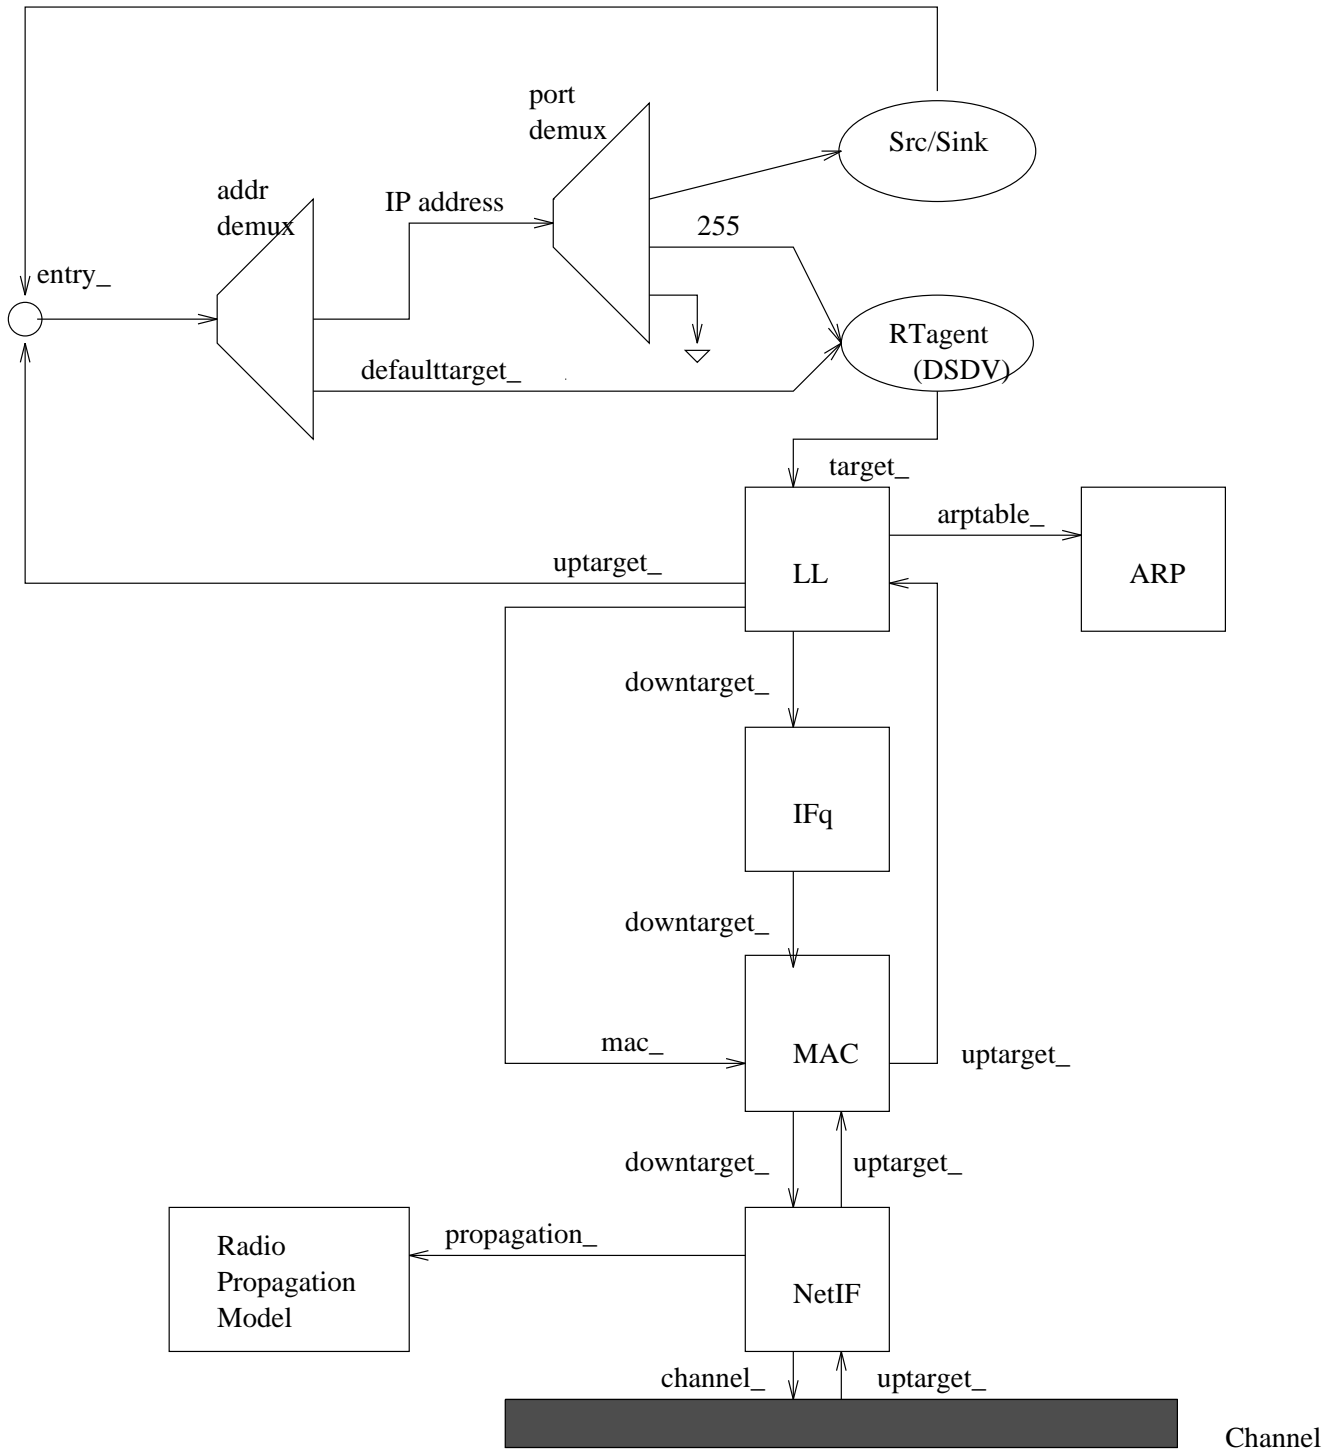 port
demux
Src/Sink
addr
demux
IP address
255
entry_
RTagent
(DSDV)
defaulttarget_
target_
arptable_
uptarget_
LL
ARP
downtarget_
IFq
downtarget_
mac_
MAC
uptarget_
downtarget_
uptarget_
Radio
Propagation
Model
propagation_
NetIF
channel_
uptarget_
Channel